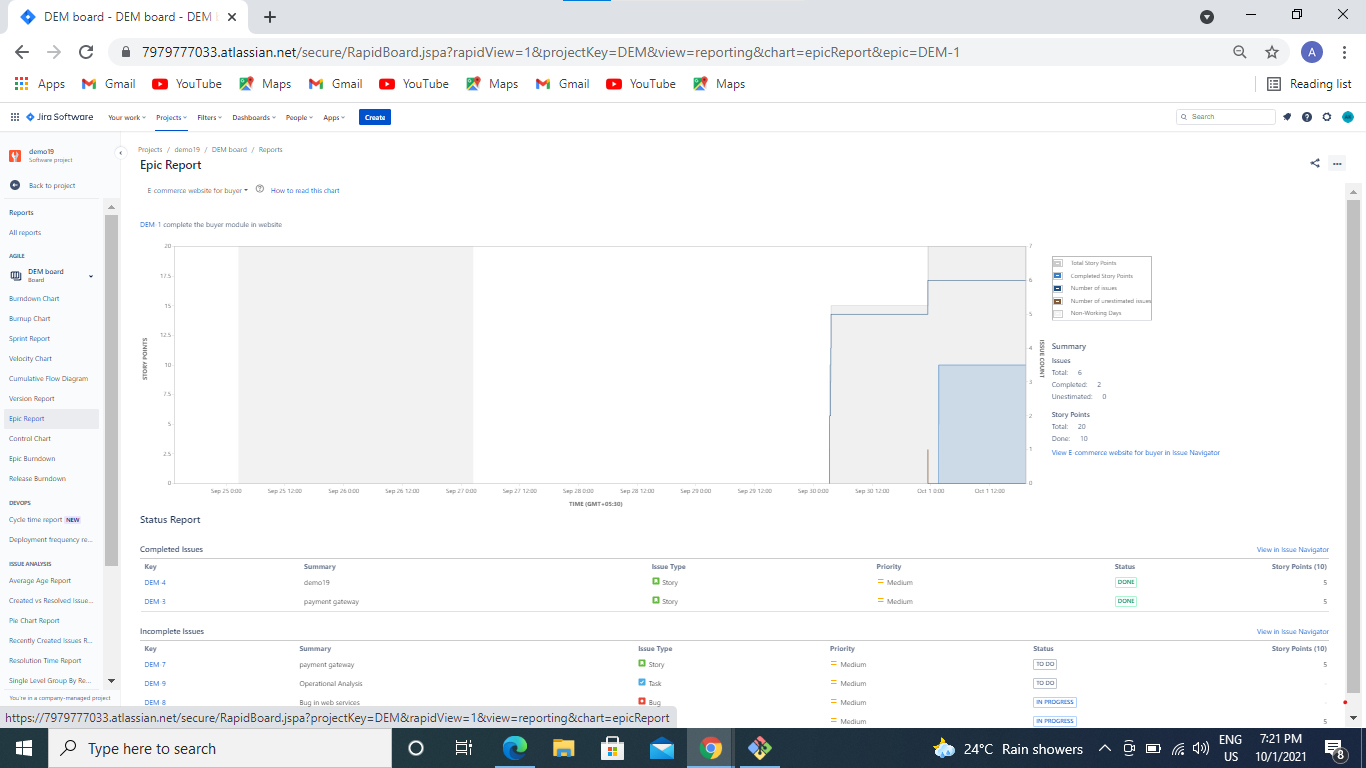 DEM board - DEM board - DEM
7979777033.atlassian.net/secure/RapidBoard.jspa?rapidView=1&projectKey=DEM&view=reporting&chart=epicReport&epic=DEM-1
A
Apps Gmail YouTube Maps Gmail YouTube Maps Gmail YouTube Maps Reading list
Jira Software Your work Projects Filters Dashboards People Apps Create Search
demo19
Software project
Back to project
Reports
All reports
AGILE
DEM board
Board
Burndown Chart
Burnup Chart
Sprint Report
Velocity Chart
Cumulative Flow Diagram
Version Report
Epic Report
Control Chart
Epic Burndown
Release Burndown
DEVOPS
Cycle time report NEW
Deployment frequency re...
ISSUE ANALYSIS
Average Age Report
Created vs Resolved Issue...
Pie Chart Report
Recently Created Issues R...
Resolution Time Report
Single Level Group By Re...
You're in a company-managed project
Projects / demo19 / DEM board / Reports
Epic Report
E-commerce website for buyer How to read this chart
DEM-1 complete the buyer module in website
STORY POINTS
20
17.5
15
12.5
10
7.5
5
2.5
0
7
6
5
4
3
2
1
0
ISSUE COUNT
Sep 25 0:00 Sep 25 12:00 Sep 26 0:00 Sep 26 12:00 Sep 27 0:00 Sep 27 12:00 Sep 28 0:00 Sep 28 12:00 Sep 29 0:00 Sep 29 12:00 Sep 30 0:00 Sep 30 12:00 Oct 1 0:00 Oct 1 12:00
TIME (GMT+05:30)
Total Story Points
Completed Story Points
Number of issues
Number of unestimated issues
Non-Working Days
Summary
Issues
Total: 6
Completed: 2
Unestimated: 0
Story Points
Total: 20
Done: 10
View E-commerce website for buyer in Issue Navigator
Status Report
Completed Issues View in Issue Navigator
Key Summary Issue Type Priority Status Story Points (10)
DEM-4 demo19 Story Medium DONE 5
DEM-3 payment gateway Story Medium DONE 5
Incomplete Issues View in Issue Navigator
Key Summary Issue Type Priority Status Story Points (10)
DEM-7 payment gateway Story Medium TO DO 5
DEM-9 Operational Analysis Task Medium TO DO -
DEM-8 Bug in web services Bug Medium IN PROGRESS -
Medium IN PROGRESS 5
https://7979777033.atlassian.net/secure/RapidBoard.jspa?projectKey=DEM&rapidView=1&view=reporting&chart=epicReport
Type here to search
24°C Rain showers
ENG
US
7:21 PM
10/1/2021
8